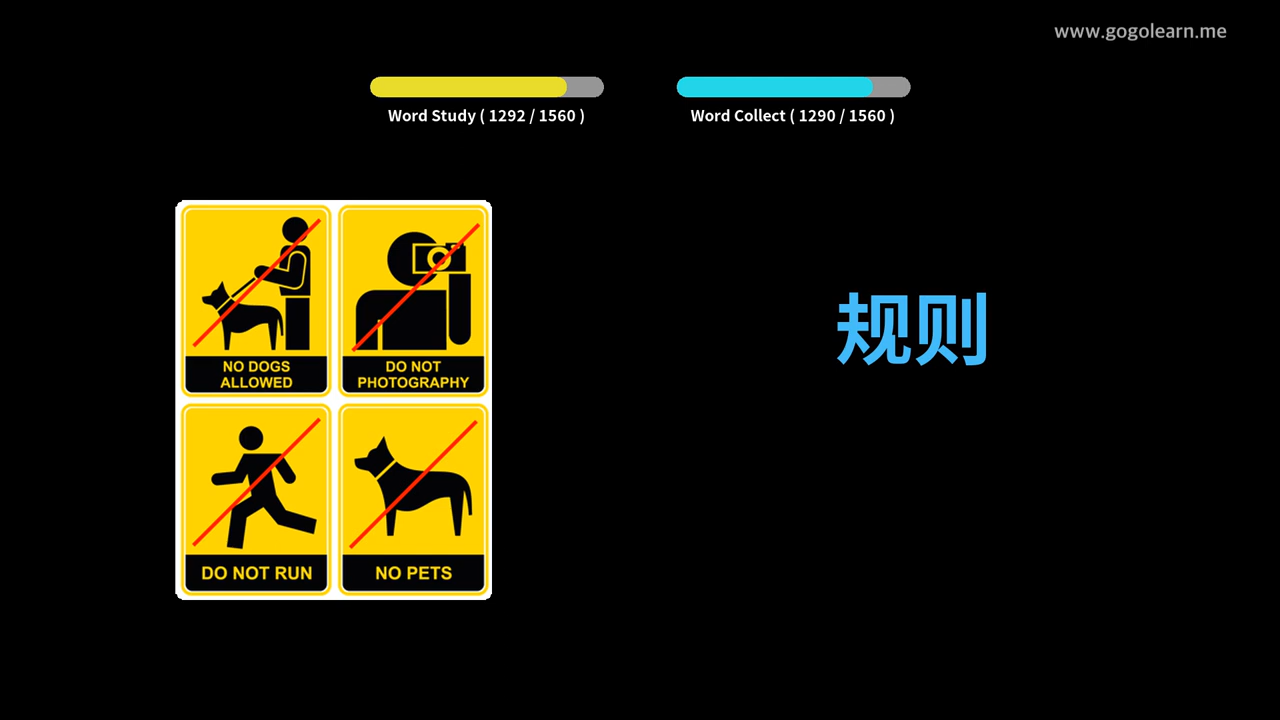 www.gogolearn.me
Word Study ( 1292 / 1560 )
Word Collect ( 1290 / 1560 )
NO DOGS
ALLOWED
DO NOT
PHOTOGRAPHY
DO NOT RUN
NO PETS
规则